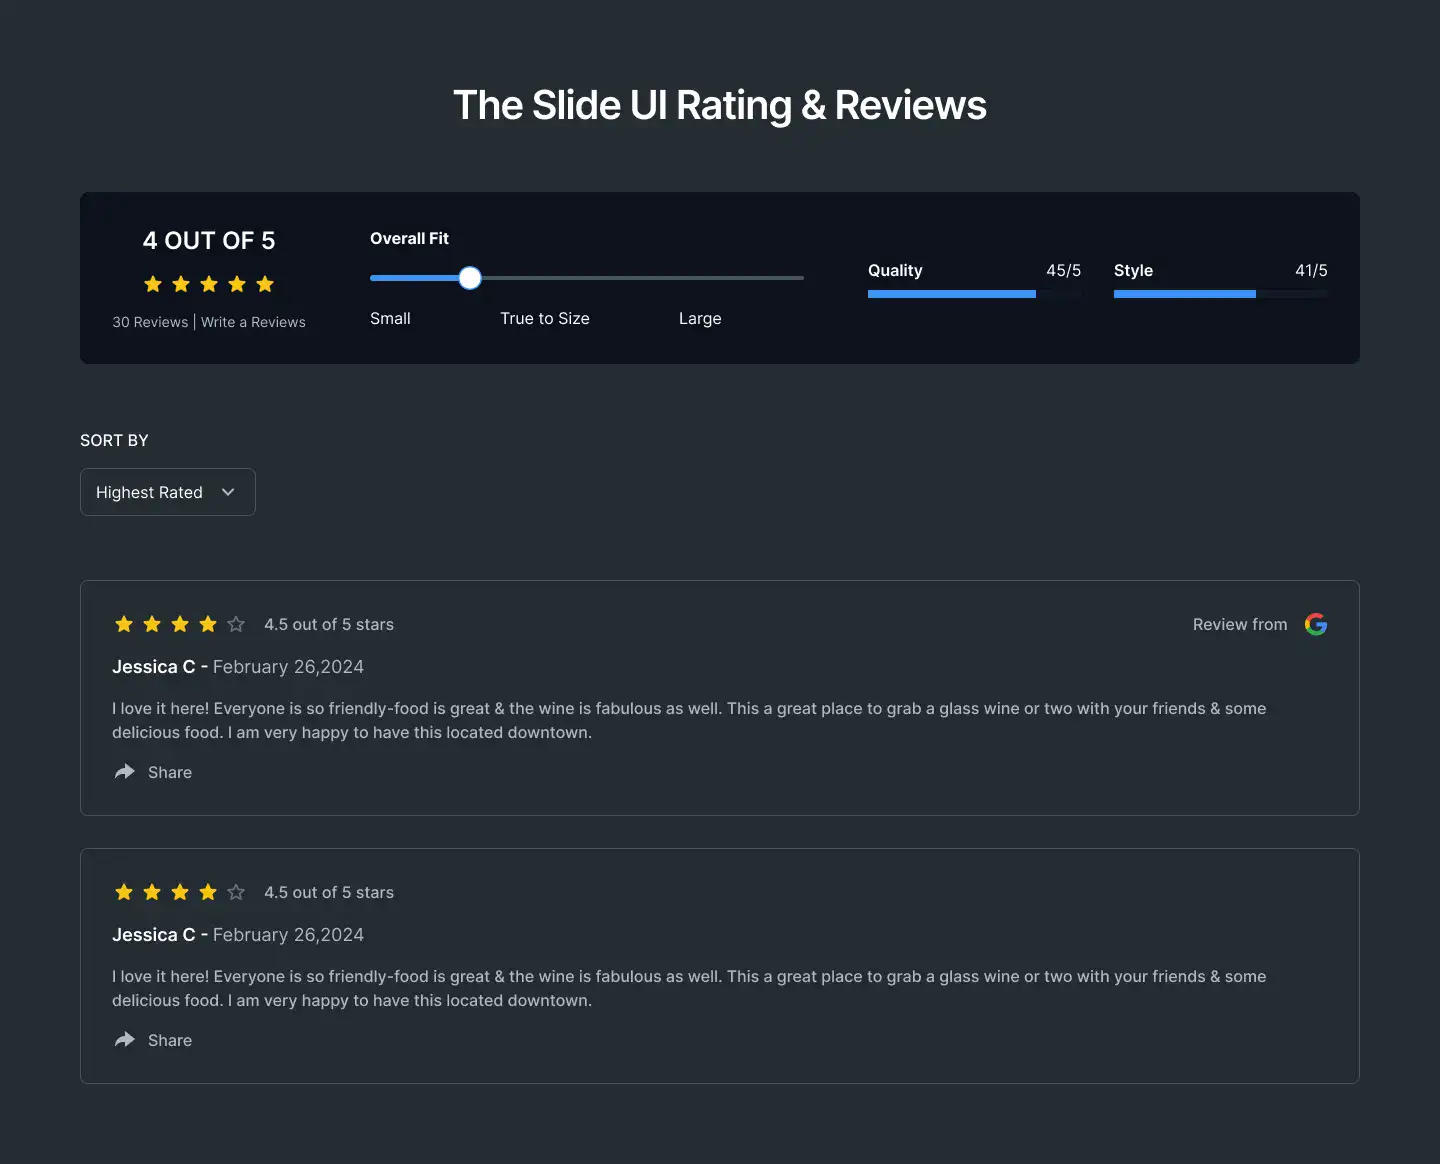 The Slide UI Rating & Reviews
4 OUT OF 5
30 Reviews | Write a Reviews
Overall Fit
Small True to Size Large
Quality 45/5
Style 41/5
SORT BY
Highest Rated
4.5 out of 5 stars
Review from
Jessica C - February 26,2024
I love it here! Everyone is so friendly-food is great & the wine is fabulous as well. This a great place to grab a glass wine or two with your friends & some
delicious food. I am very happy to have this located downtown.
Share
4.5 out of 5 stars
Jessica C - February 26,2024
I love it here! Everyone is so friendly-food is great & the wine is fabulous as well. This a great place to grab a glass wine or two with your friends & some
delicious food. I am very happy to have this located downtown.
Share